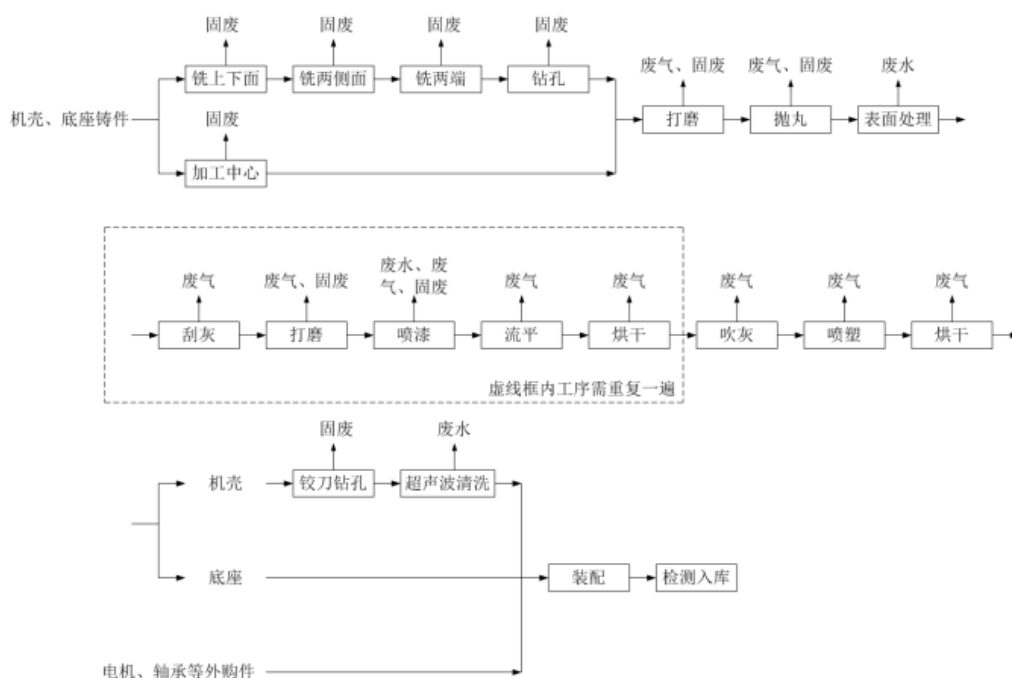 固废
固废
固废
固废
铣上下面
铣两侧面
铣两端
钻孔
废气、固废
废气、固废
废水
机壳、底座铸件
固废
打磨
抛丸
表面处理
加工中心
废气
废气、固废
废水、废
气、固废
废气
废气
废气
废气
废气
刮灰
打磨
喷漆
流平
烘干
吹灰
喷塑
烘干
虚线框内工序需重复一遍
固废
废水
机壳
铰刀钻孔
超声波清洗
底座
装配
检测入库
电机、轴承等外购件